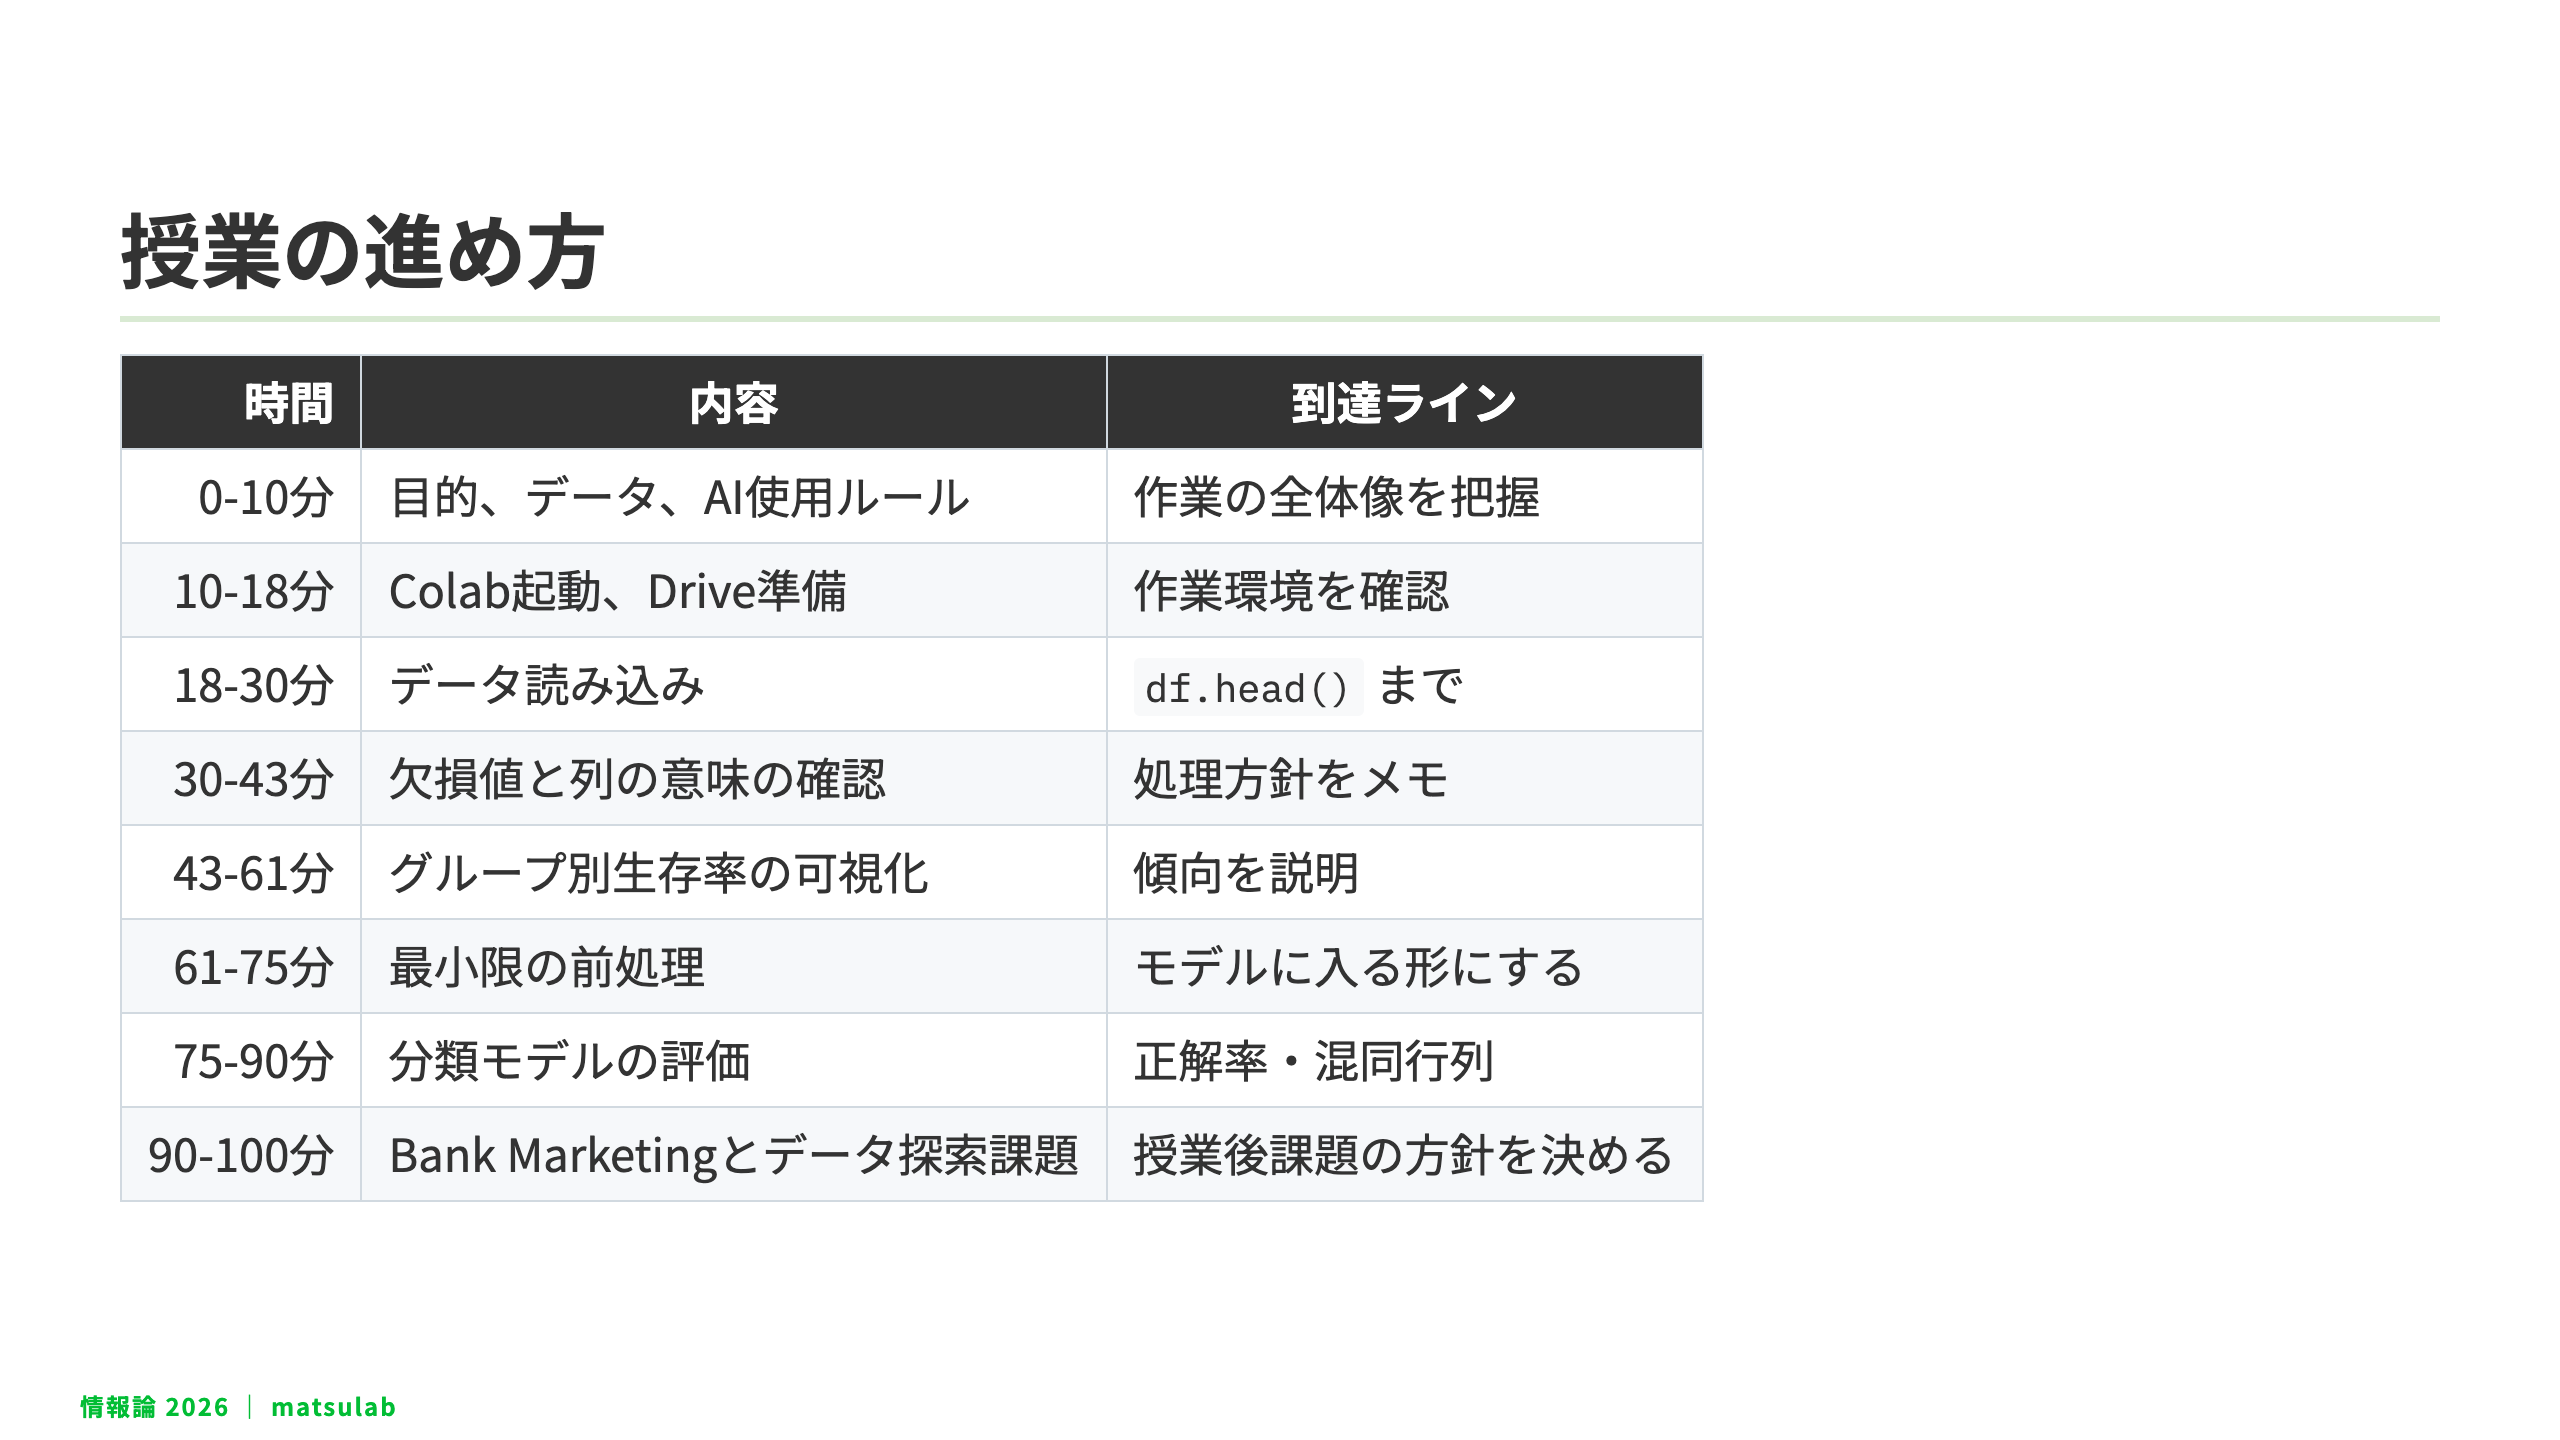 授業の進め方
時間 内容 到達ライン
0-10分 目的、データ、AI使用ルール 作業の全体像を把握
10-18分 Colab起動、Drive準備 作業環境を確認
18-30分 データ読み込み df.head() まで
30-43分 欠損値と列の意味の確認 処理方針をメモ
43-61分 グループ別生存率の可視化 傾向を説明
61-75分 最小限の前処理 モデルに入る形にする
75-90分 分類モデルの評価 正解率・混同行列
90-100分 Bank Marketingとデータ探索課題 授業後課題の方針を決める
情報論 2026 | matsulab